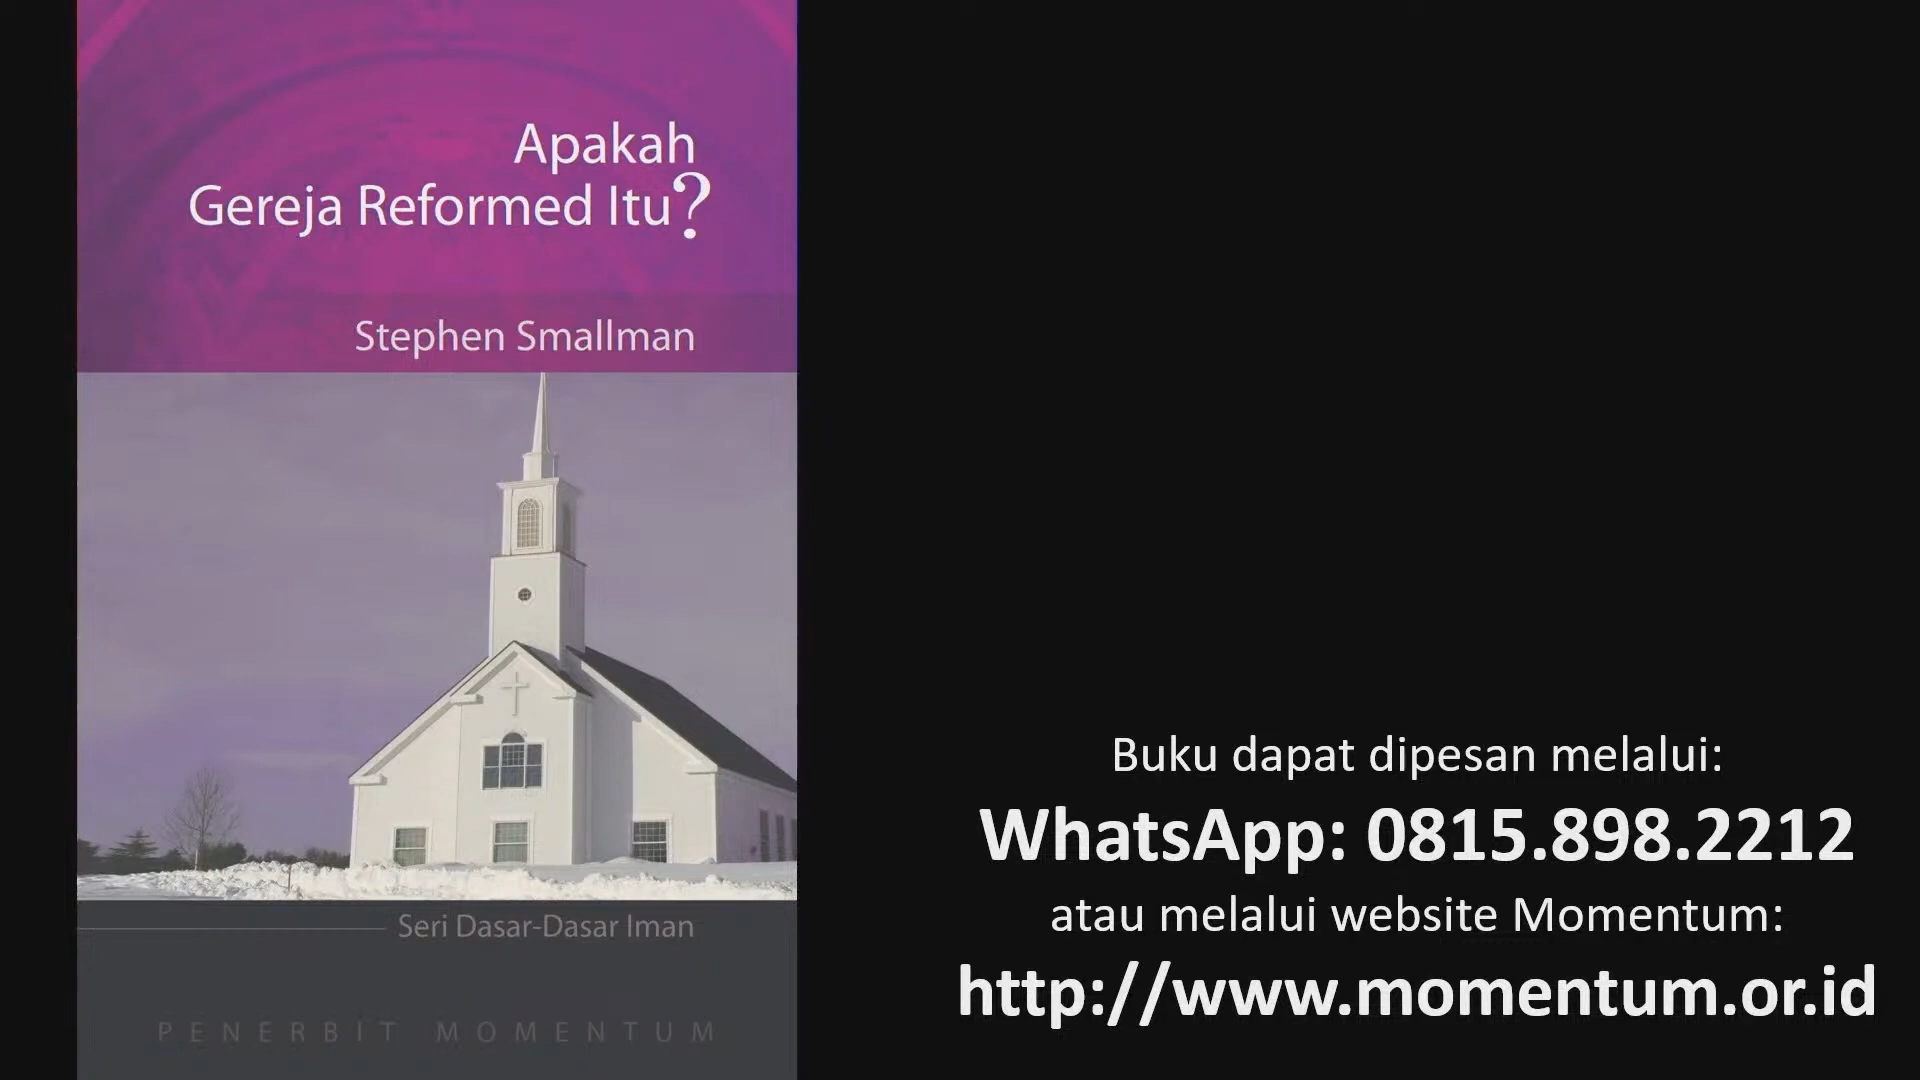 Apakah
Gereja Reformed Itu?
Stephen Smallman
Seri Dasar-Dasar Iman
PENERBIT MOMENTUM
Buku dapat dipesan melalui:
WhatsApp: 0815.898.2212
atau melalui website Momentum:
http://www.momentum.or.id